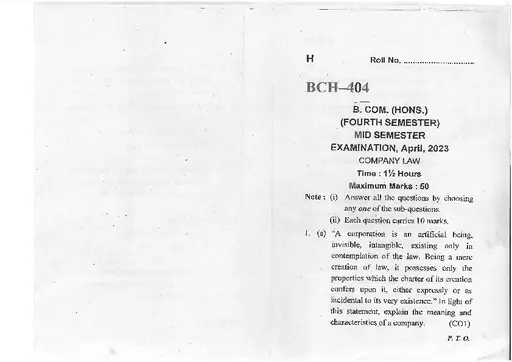 H Roll No. ..............................
BCH–404
B. COM. (HONS.)
(FOURTH SEMESTER)
MID SEMESTER
EXAMINATION, April, 2023
COMPANY LAW
Time : 1½ Hours
Maximum Marks : 50
Note : (i) Answer all the questions by choosing
any one of the sub-questions.
(ii) Each question carries 10 marks.
1. (a) "A corporation is an artificial being,
invisible, intangible, existing only in
contemplation of the law. Being a mere
creation of law, it possesses only the
properties which the charter of its creation
confers upon it, either expressly or as
incidental to its very existence." In light of
this statement, explain the meaning and
characteristics of a company. (CO1)
P. T. O.